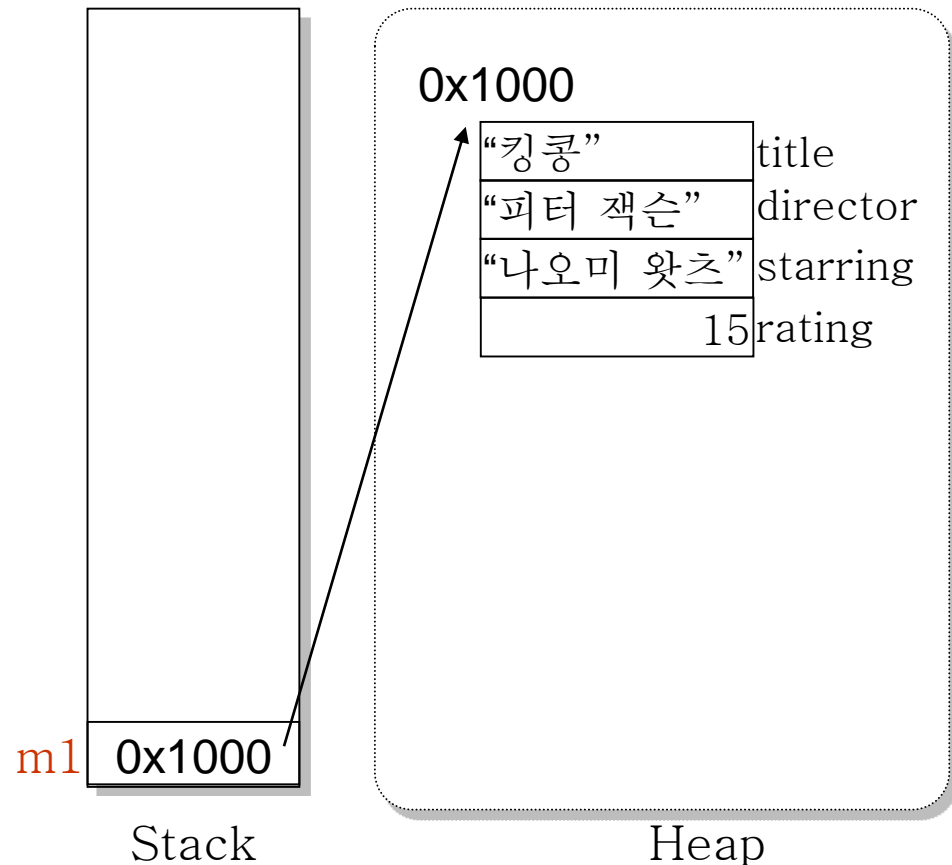 0x1000
“킹콩” title
“피터 잭슨” director
“나오미 왓츠” starring
15 rating
m1 0x1000
Stack Heap